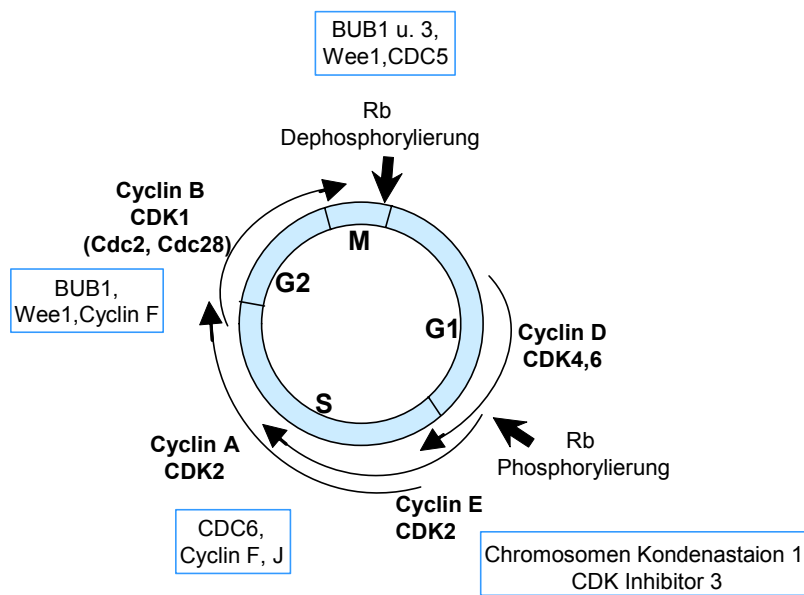 BUB1 u. 3,
Wee1,CDC5
Rb
Dephosphorylierung
Cyclin B
CDK1
(Cdc2, Cdc28)
M
G2
BUB1,
Wee1,Cyclin F
G1
Cyclin D
CDK4,6
S
Cyclin A
CDK2
Rb
Phosphorylierung
Cyclin E
CDK2
CDC6,
Cyclin F, J
Chromosomen Kondenastaion 1
CDK Inhibitor 3